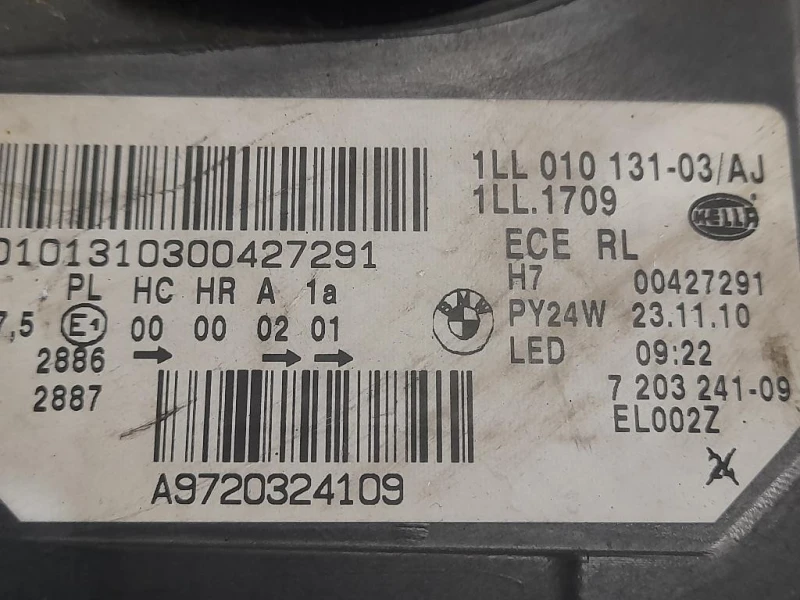 1LL 010 131-03/AJ
1LL.1709
HELLA
0101310300427291
ECE RL
PL HC HR A 1a
H7 00427291
7,5 E1 00 00 02 01
BMW
PY24W 23.11.10
2886
LED 09:22
2887
7 203 241-09
EL002Z
A9720324109